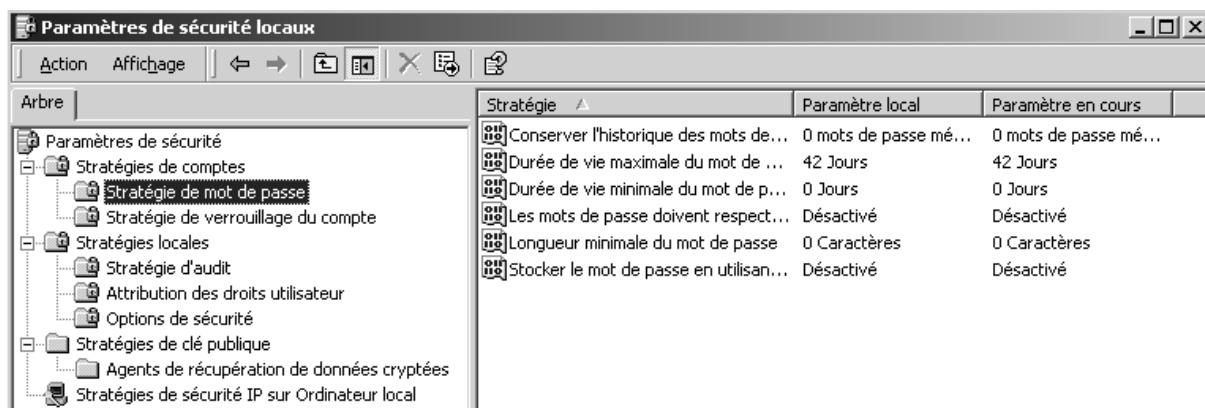 Paramètres de sécurité locaux
Action Affichage
Arbre
Paramètres de sécurité
Stratégies de comptes
Stratégie de mot de passe
Stratégie de verrouillage du compte
Stratégies locales
Stratégie d'audit
Attribution des droits utilisateur
Options de sécurité
Stratégies de clé publique
Agents de récupération de données cryptées
Stratégies de sécurité IP sur Ordinateur local
Stratégie Paramètre local Paramètre en cours
Conserver l'historique des mots de... 0 mots de passe mé... 0 mots de passe mé...
Durée de vie maximale du mot de ... 42 Jours 42 Jours
Durée de vie minimale du mot de p... 0 Jours 0 Jours
Les mots de passe doivent respect... Désactivé Désactivé
Longueur minimale du mot de passe 0 Caractères 0 Caractères
Stocker le mot de passe en utilisan... Désactivé Désactivé